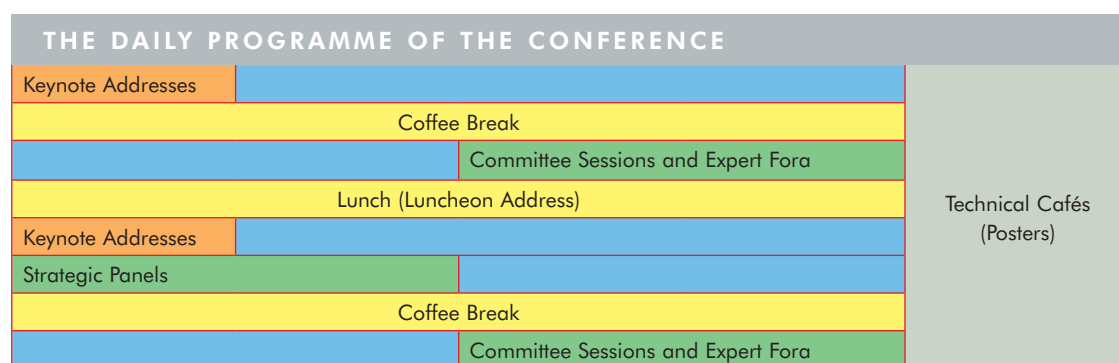 THE DAILY PROGRAMME OF THE CONFERENCE
Keynote Addresses
Coffee Break
Committee Sessions and Expert Fora
Lunch (Luncheon Address)
Keynote Addresses
Strategic Panels
Coffee Break
Committee Sessions and Expert Fora
Technical Cafés
(Posters)